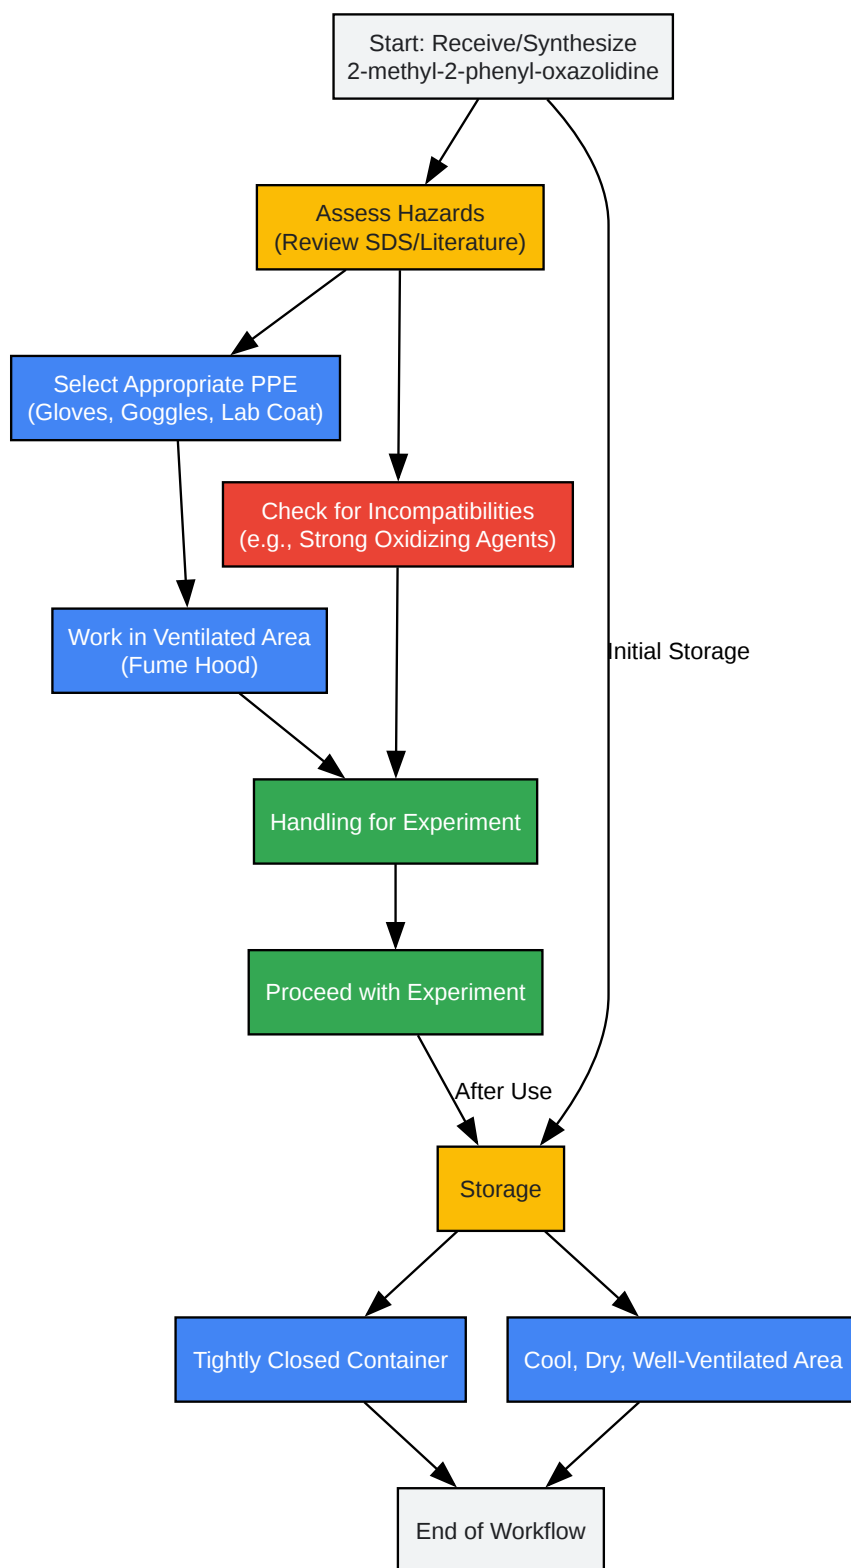 Start: Receive/Synthesize
2-methyl-2-phenyl-oxazolidine
Assess Hazards
(Review SDS/Literature)
Select Appropriate PPE
(Gloves, Goggles, Lab Coat)
Check for Incompatibilities
(e.g., Strong Oxidizing Agents)
Work in Ventilated Area
(Fume Hood)
Initial Storage
Handling for Experiment
Proceed with Experiment
After Use
Storage
Tightly Closed Container
Cool, Dry, Well-Ventilated Area
End of Workflow